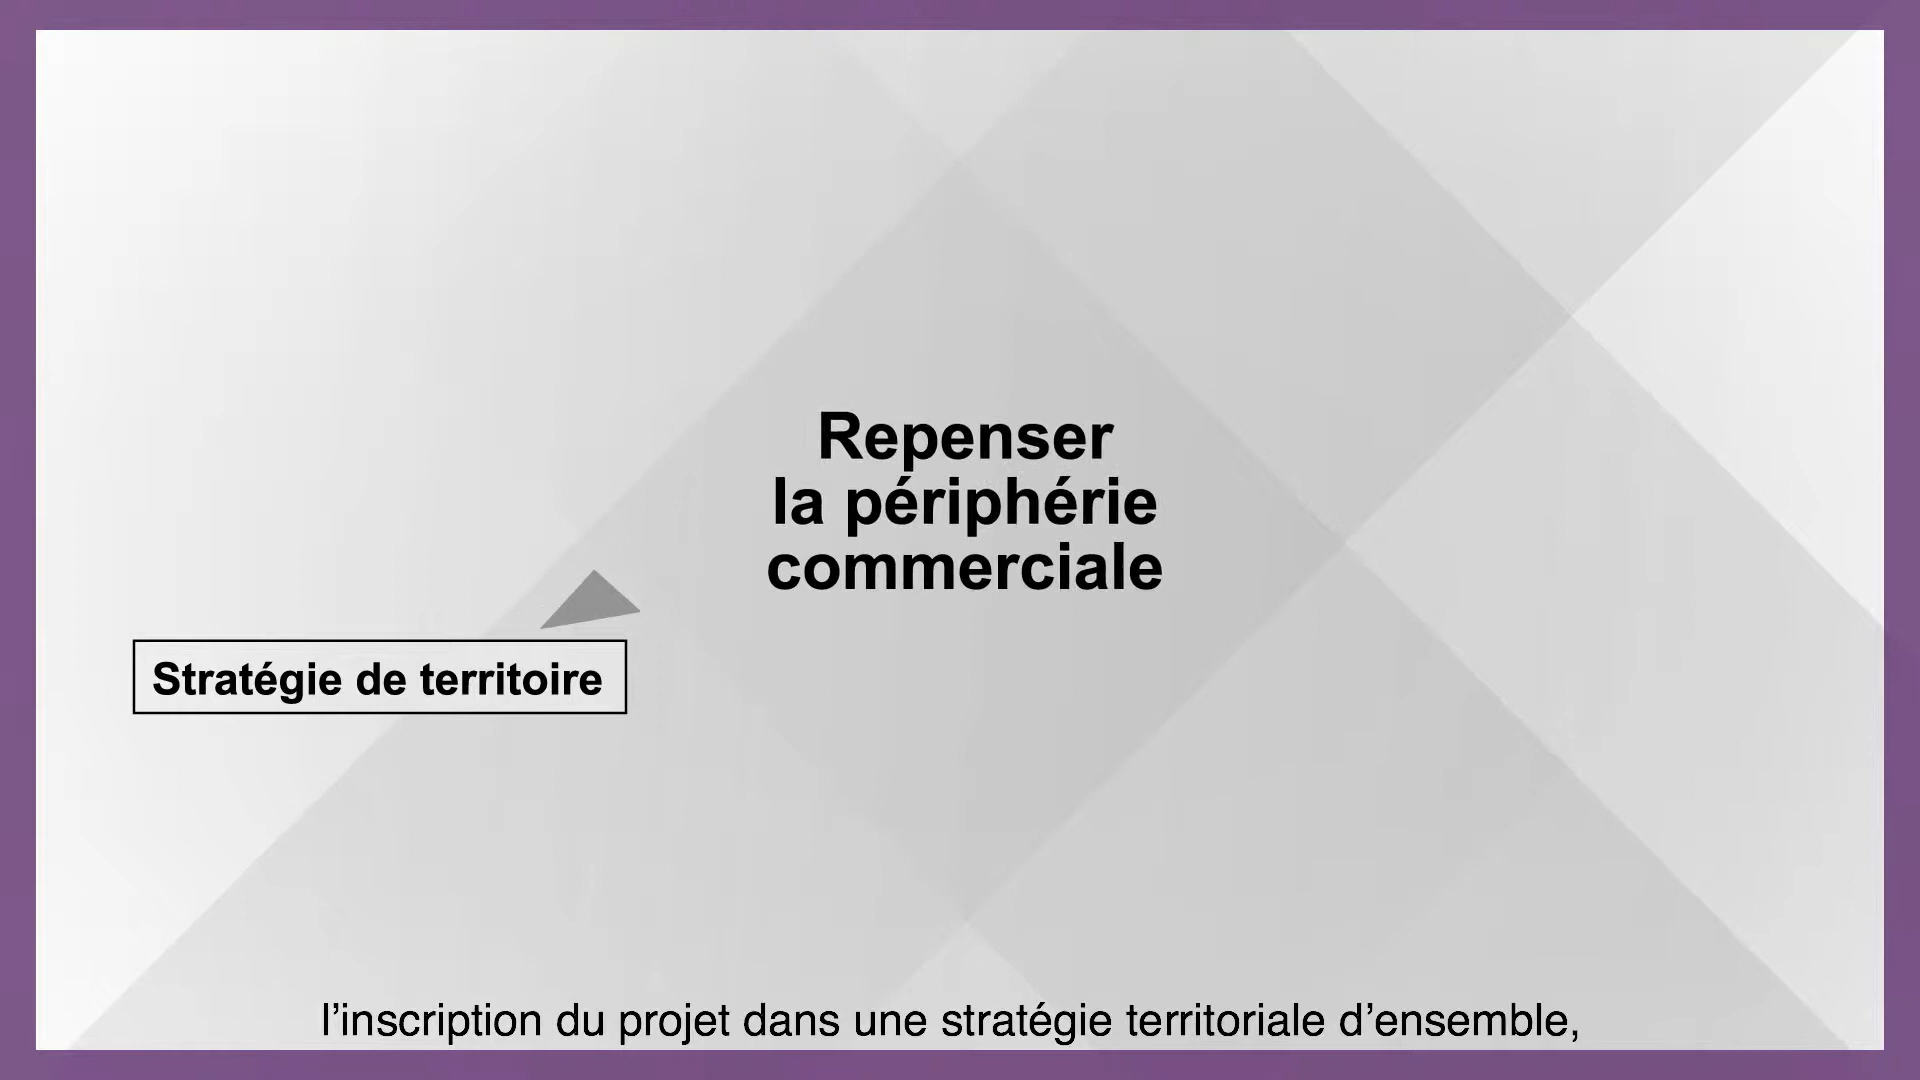 Repenser
la périphérie
commerciale
Stratégie de territoire
l’inscription du projet dans une stratégie territoriale d’ensemble,